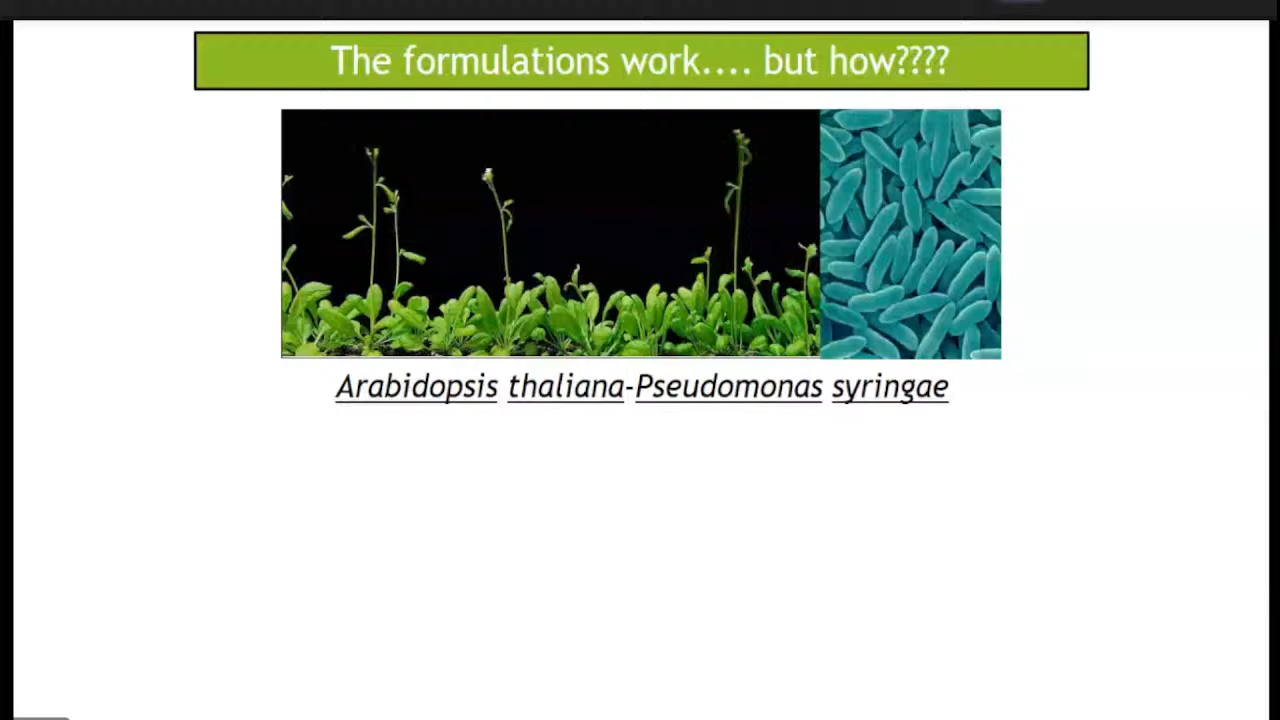 The formulations work.... but how????
Arabidopsis thaliana-Pseudomonas syringae